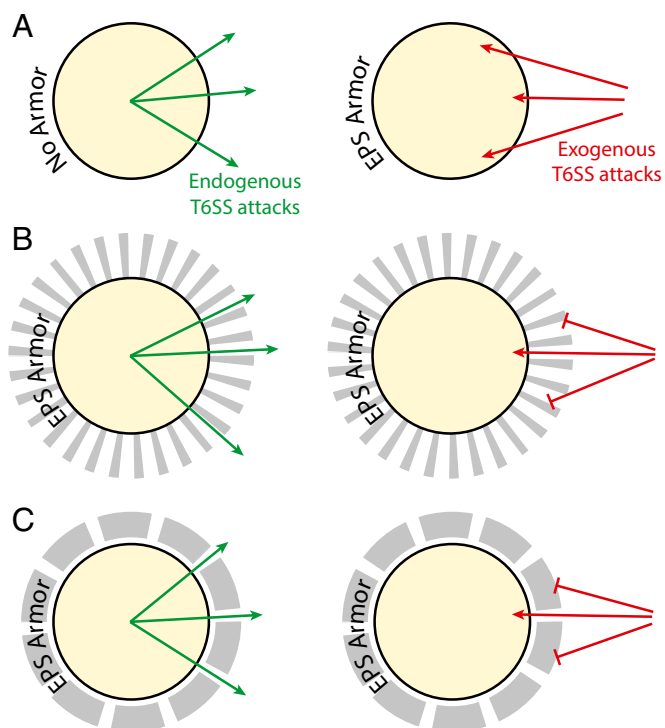 A
No Armor
Endogenous
T6SS attacks
EPS Armor
Exogenous
T6SS attacks
B
EPS Armor
EPS Armor
C
EPS Armor
EPS Armor